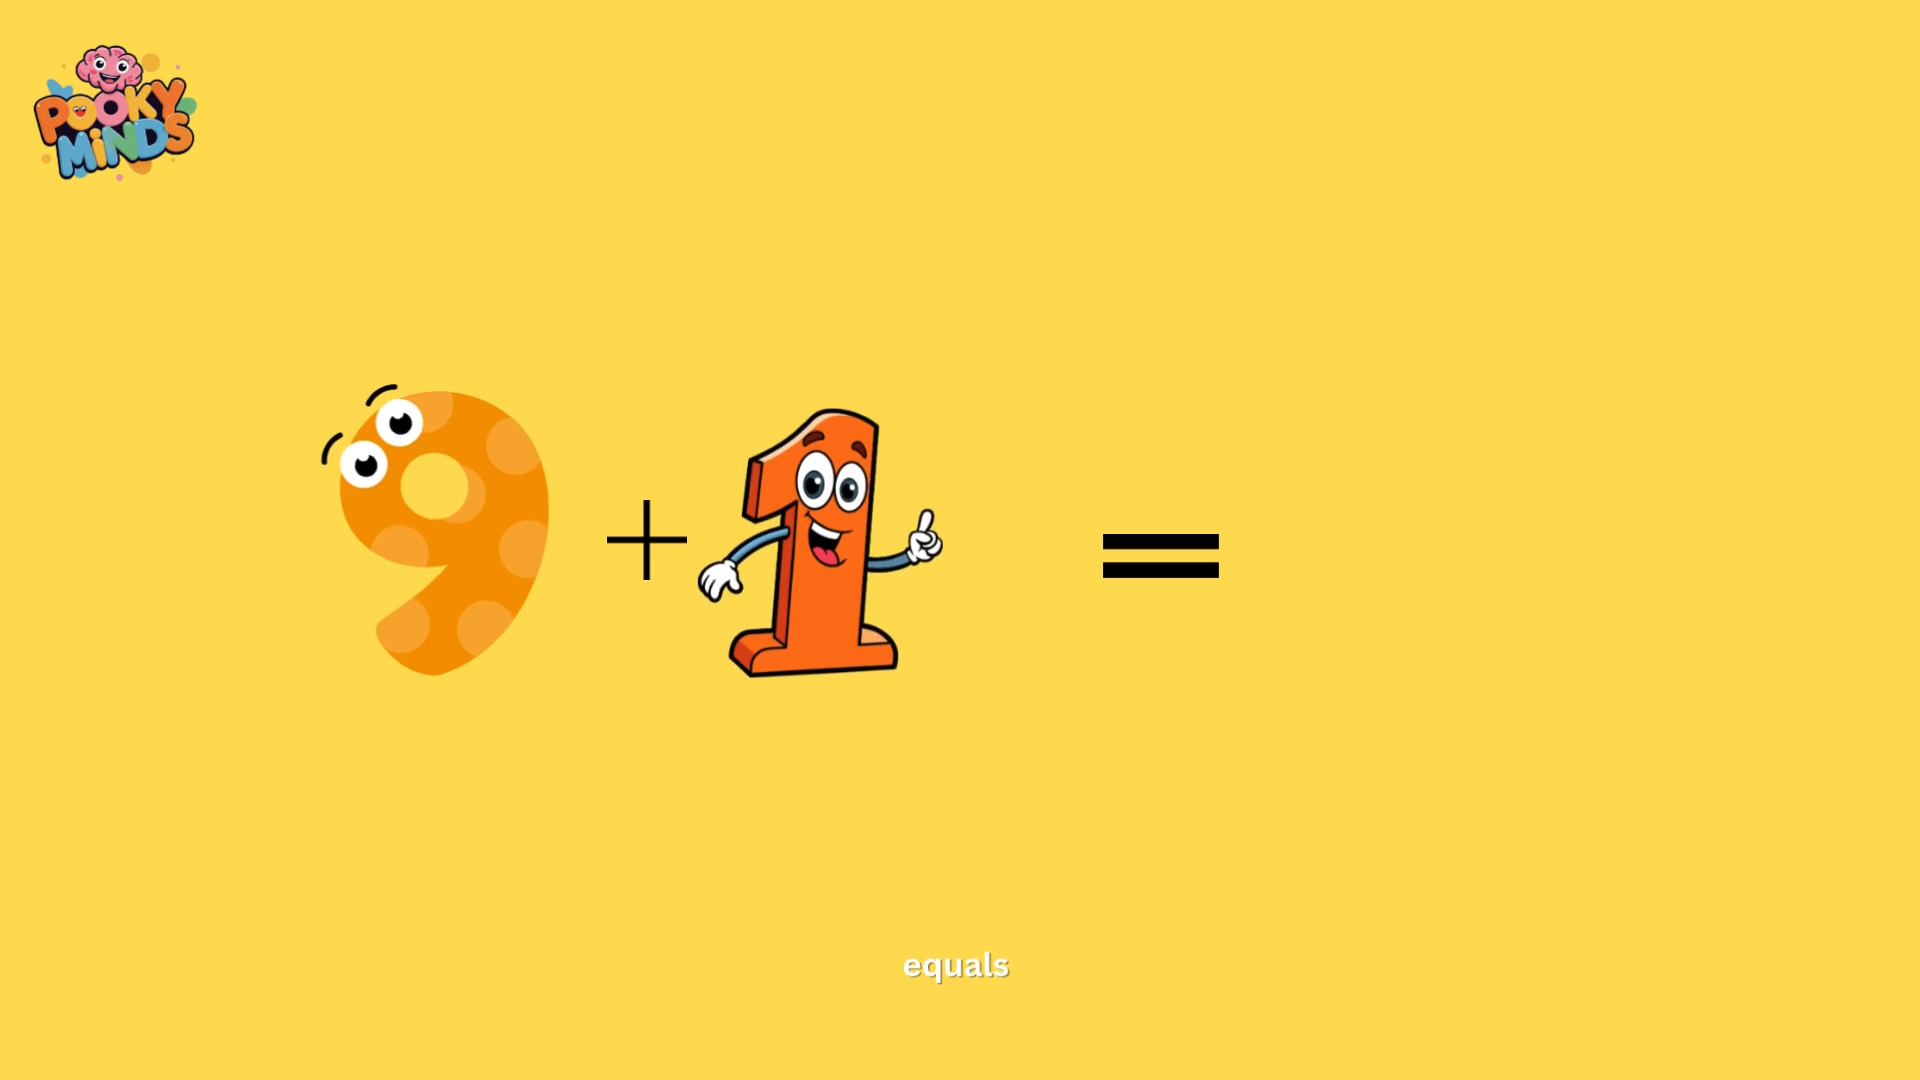 POOKY
MiNDS
9 + 1 =
equals